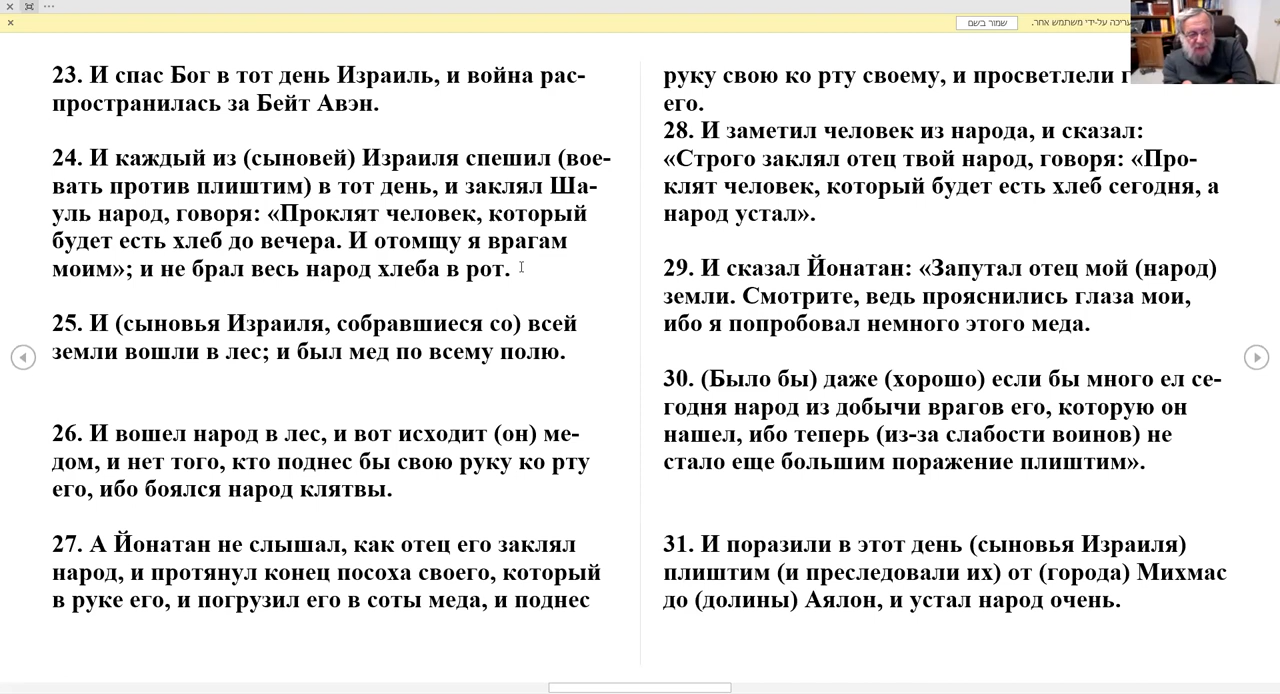 שמור בשם
עריכה על-ידי משתמש אחר.
23. И спас Бог в тот день Израиль, и война рас-
пространилась за Бейт Авэн.
24. И каждый из (сыновей) Израиля спешил (вое-
вать против плиштим) в тот день, и заклял Ша-
уль народ, говоря: «Проклят человек, который
будет есть хлеб до вечера. И отомщу я врагам
моим»; и не брал весь народ хлеба в рот.
25. И (сыновья Израиля, собравшиеся со) всей
земли вошли в лес; и был мед по всему полю.
26. И вошел народ в лес, и вот исходит (он) ме-
дом, и нет того, кто поднес бы свою руку ко рту
его, ибо боялся народ клятвы.
27. А Йонатан не слышал, как отец его заклял
народ, и протянул конец посоха своего, который
в руке его, и погрузил его в соты меда, и поднес
руку свою ко рту своему, и просветлели
его.
28. И заметил человек из народа, и сказал:
«Строго заклял отец твой народ, говоря: «Про-
клят человек, который будет есть хлеб сегодня, а
народ устал».
29. И сказал Йонатан: «Запутал отец мой (народ)
земли. Смотрите, ведь прояснились глаза мои,
ибо я попробовал немного этого меда.
30. (Было бы) даже (хорошо) если бы много ел се-
годня народ из добычи врагов его, которую он
нашел, ибо теперь (из-за слабости воинов) не
стало еще большим поражение плиштим».
31. И поразили в этот день (сыновья Израиля)
плиштим (и преследовали их) от (города) Михмас
до (долины) Аялон, и устал народ очень.